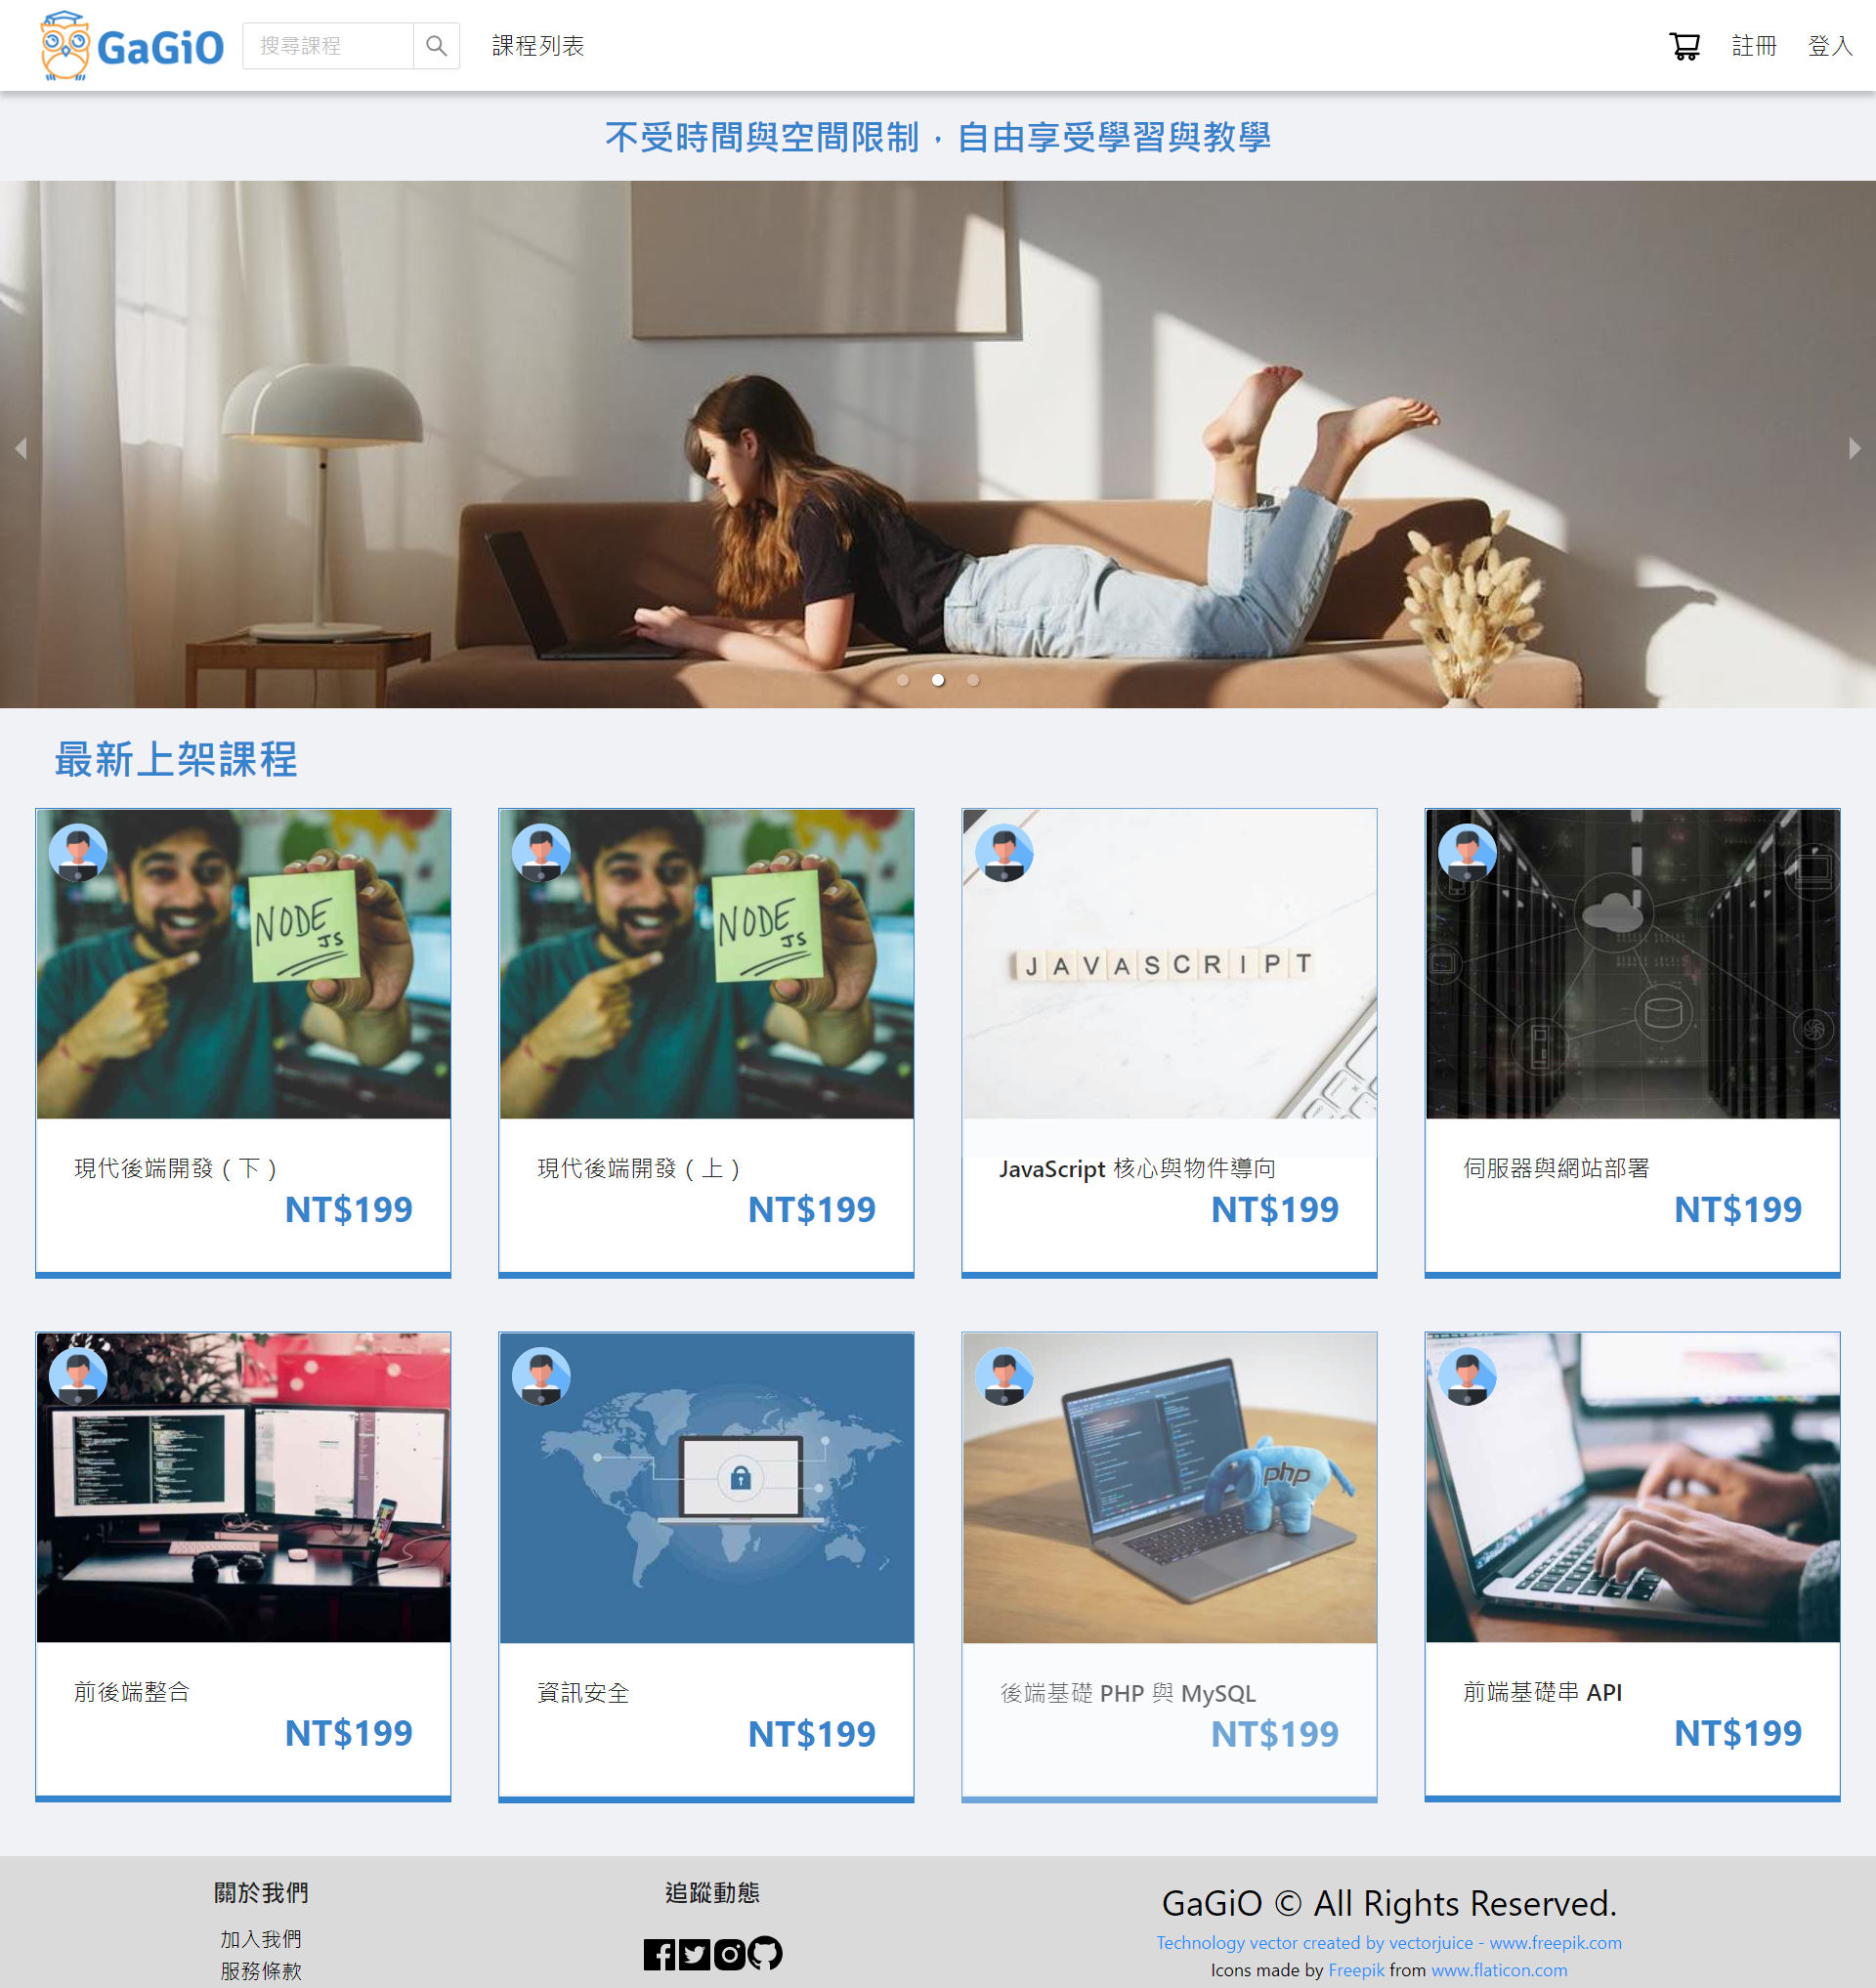 GaGiO
搜尋課程
課程列表
註冊
登入
不受時間與空間限制，自由享受學習與教學
最新上架課程
NODE
JS
現代後端開發（下）
NT$199
NODE
JS
現代後端開發（上）
NT$199
JAVASCRIPT
JavaScript 核心與物件導向
NT$199
伺服器與網站部署
NT$199
前後端整合
NT$199
資訊安全
NT$199
php
後端基礎 PHP 與 MySQL
NT$199
前端基礎串 API
NT$199
關於我們
加入我們
服務條款
追蹤動態
GaGiO © All Rights Reserved.
Technology vector created by vectorjuice - www.freepik.com
Icons made by Freepik from www.flaticon.com